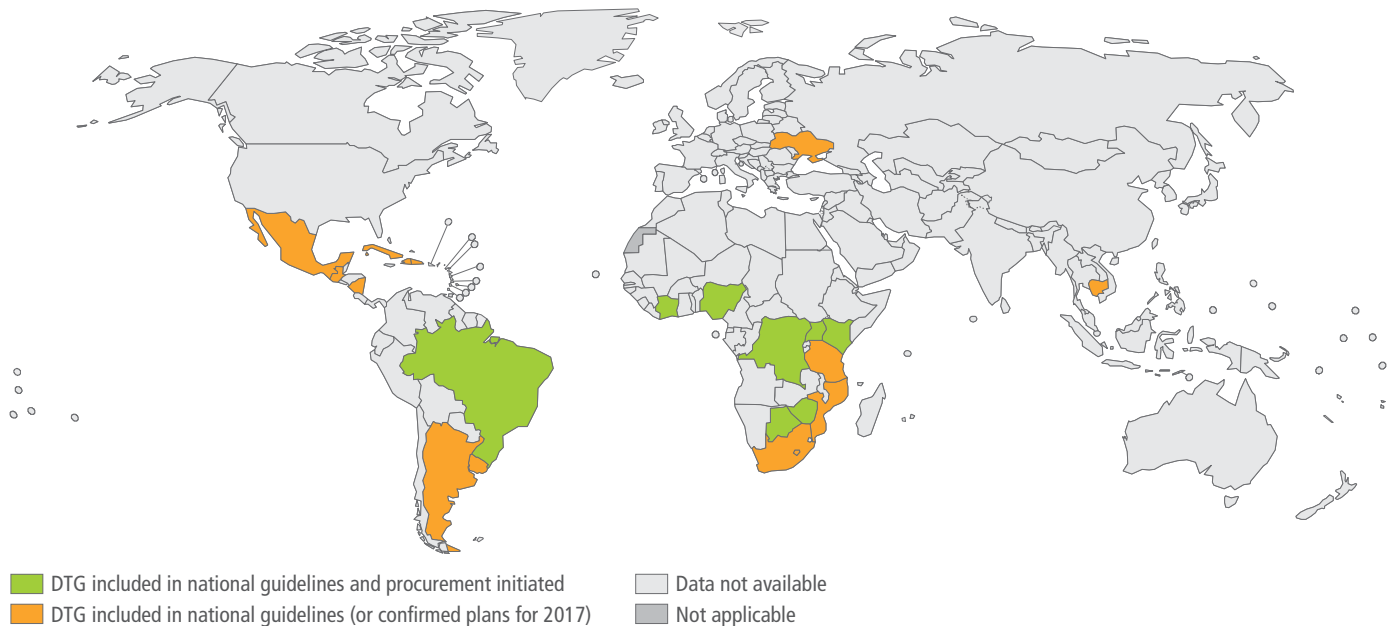 DTG included in national guidelines and procurement initiated
DTG included in national guidelines (or confirmed plans for 2017)
Data not available
Not applicable